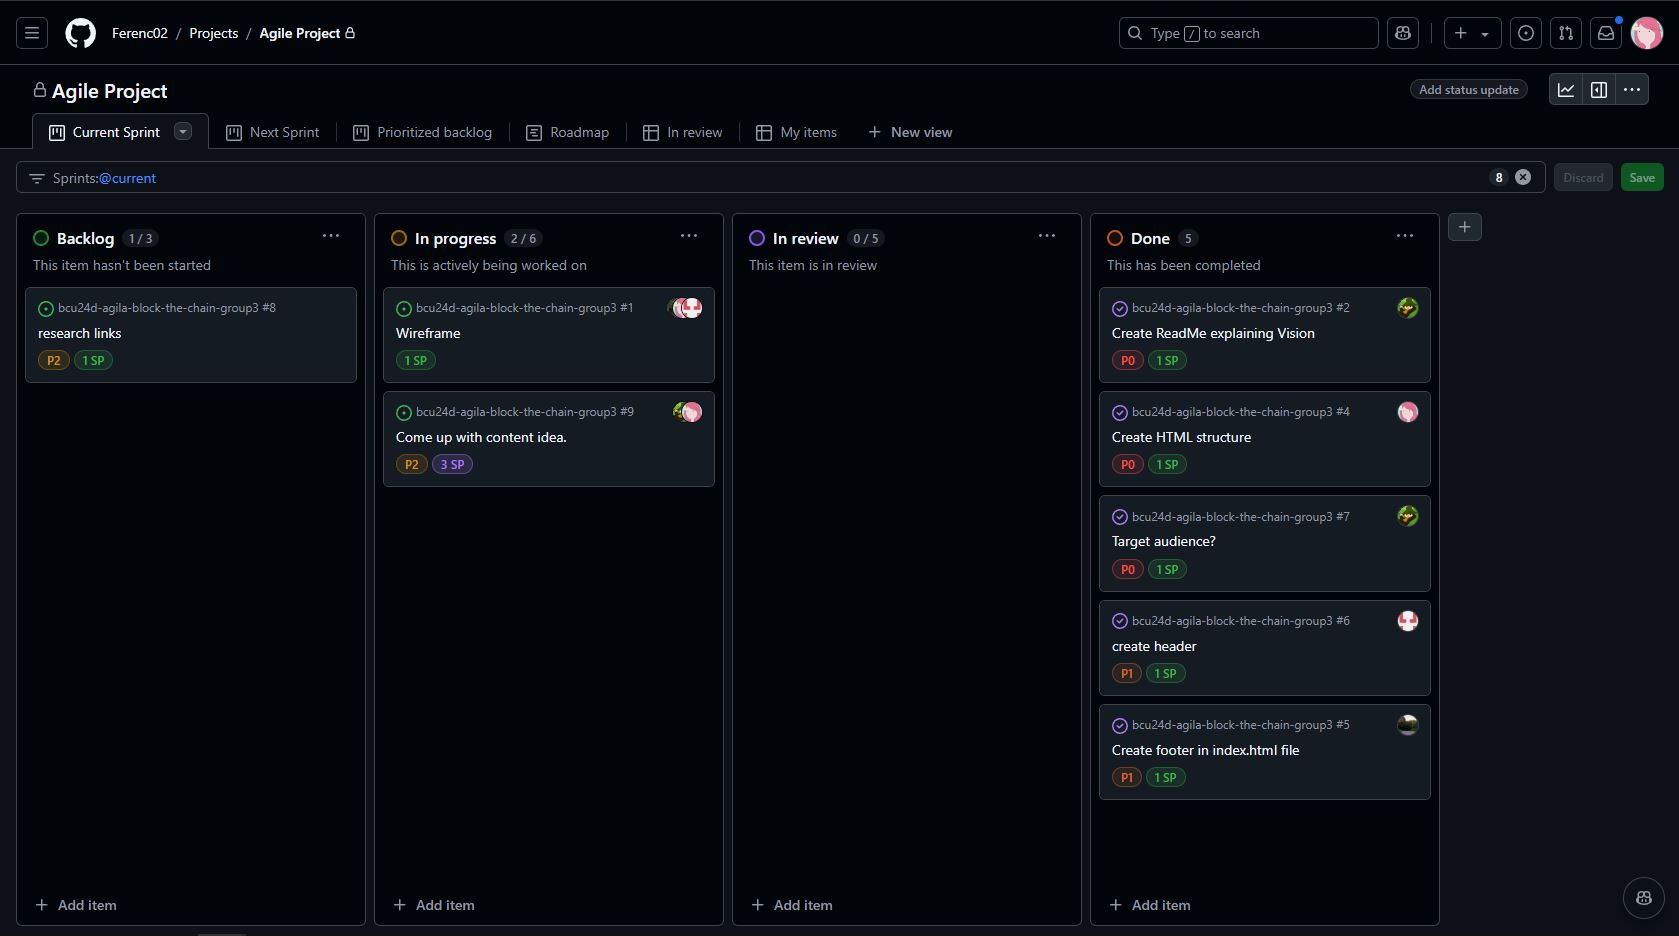 Ferenc02 / Projects / Agile Project
Type / to search
Agile Project
Add status update
Current Sprint
Next Sprint
Prioritized backlog
Roadmap
In review
My items
New view
Sprints:@current
8
Discard
Save
Backlog 1 / 3
This item hasn't been started
bcu24d-agila-block-the-chain-group3 #8
research links
P2 1 SP
Add item
In progress 2 / 6
This is actively being worked on
bcu24d-agila-block-the-chain-group3 #1
Wireframe
1 SP
bcu24d-agila-block-the-chain-group3 #9
Come up with content idea.
P2 3 SP
Add item
In review 0 / 5
This item is in review
Add item
Done 5
This has been completed
bcu24d-agila-block-the-chain-group3 #2
Create ReadMe explaining Vision
P0 1 SP
bcu24d-agila-block-the-chain-group3 #4
Create HTML structure
P0 1 SP
bcu24d-agila-block-the-chain-group3 #7
Target audience?
P0 1 SP
bcu24d-agila-block-the-chain-group3 #6
create header
P1 1 SP
bcu24d-agila-block-the-chain-group3 #5
Create footer in index.html file
P1 1 SP
Add item